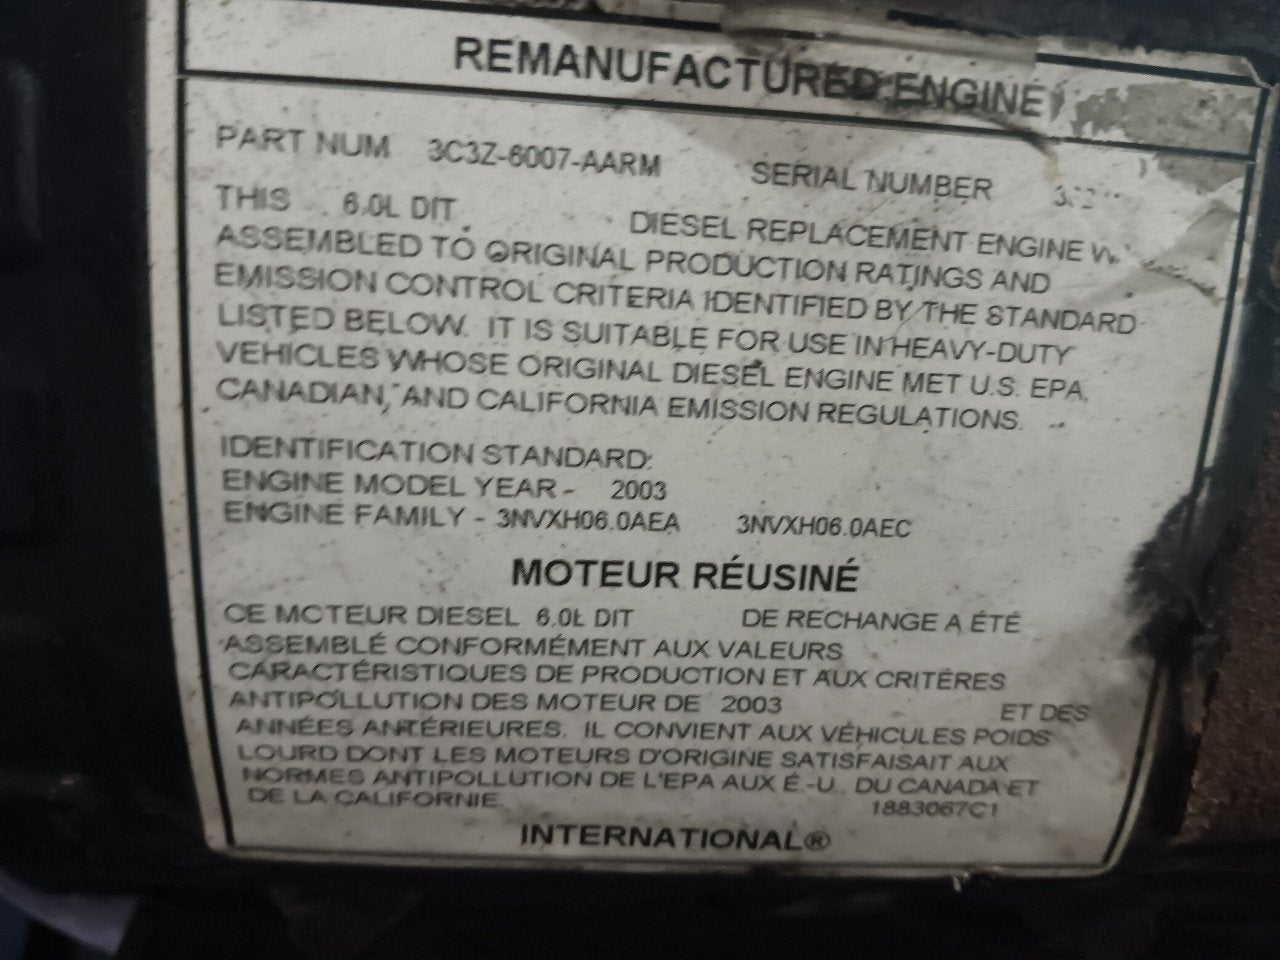 REMANUFACTURED ENGINE
PART NUM 3C3Z-6007-AARM SERIAL NUMBER
THIS 6.0L DIT DIESEL REPLACEMENT ENGINE
ASSEMBLED TO ORIGINAL PRODUCTION RATINGS AND
EMISSION CONTROL CRITERIA IDENTIFIED BY THE STANDARD
LISTED BELOW. IT IS SUITABLE FOR USE IN HEAVY-DUTY
VEHICLES WHOSE ORIGINAL DIESEL ENGINE MET U.S. EPA,
CANADIAN, AND CALIFORNIA EMISSION REGULATIONS.
IDENTIFICATION STANDARD:
ENGINE MODEL YEAR - 2003
ENGINE FAMILY - 3NVXH06.0AEA 3NVXH06.0AEC
MOTEUR RÉUSINÉ
CE MOTEUR DIESEL 6.0L DIT DE RECHANGE A ÉTÉ
ASSEMBLÉ CONFORMÉMENT AUX VALEURS
CARACTÉRISTIQUES DE PRODUCTION ET AUX CRITÉRES
ANTIPOLLUTION DES MOTEUR DE 2003 ET DES
ANNÉES ANTÉRIEURES. IL CONVIENT AUX VÉHICULES POIDS
LOURD DONT LES MOTEURS D'ORIGINE SATISFAISAIT AUX
NORMES ANTIPOLLUTION DE L'EPA AUX É.-U., DU CANADA ET
DE LA CALIFORNIE.
1883067C1
INTERNATIONAL®